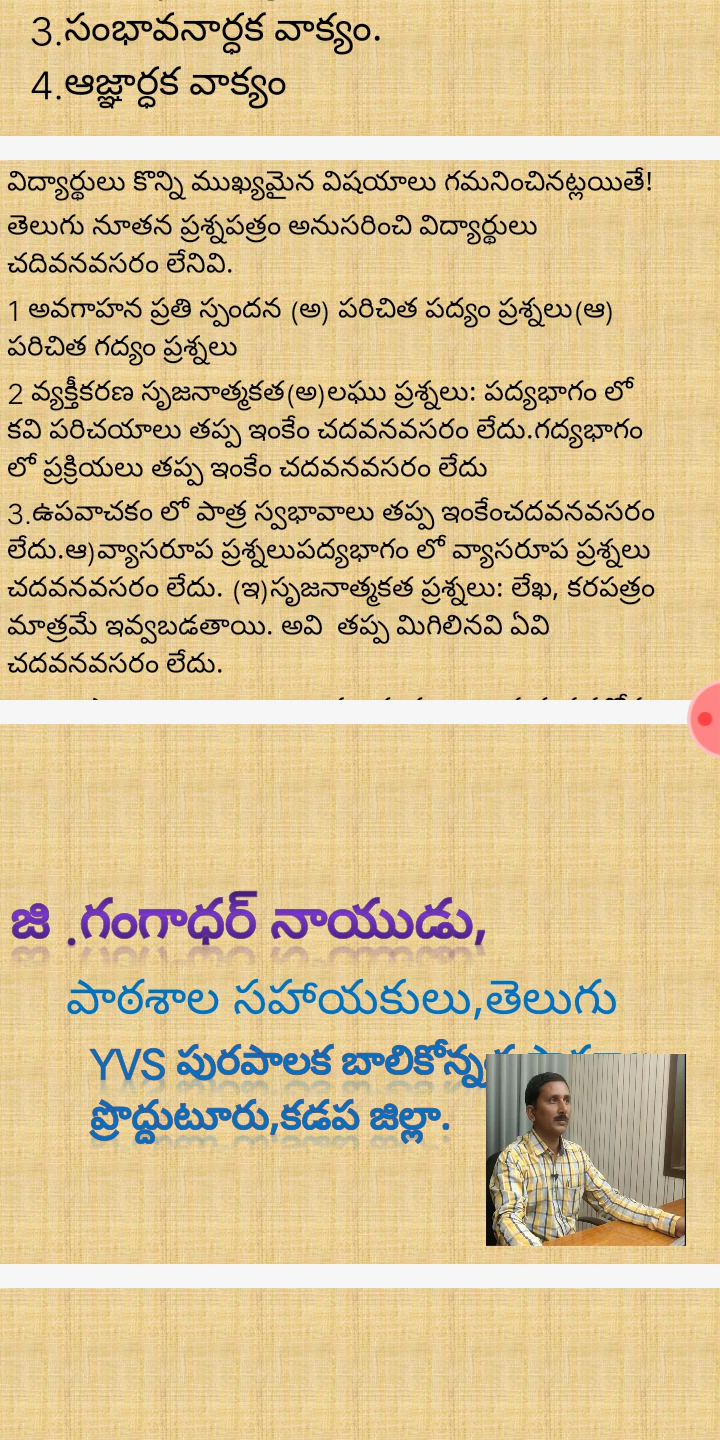 3.సంభావనార్ధక వాక్యం.
4.ఆజ్ఞార్ధక వాక్యం
విద్యార్థులు కొన్ని ముఖ్యమైన విషయాలు గమనించినట్లయితే!
తెలుగు నూతన ప్రశ్నపత్రం అనుసరించి విద్యార్థులు
చదివనవసరం లేనివి.
1 అవగాహన ప్రతి స్పందన (అ) పరిచిత పద్యం ప్రశ్నలు(ఆ)
పరిచిత గద్యం ప్రశ్నలు
2 వ్యక్తీకరణ సృజనాత్మకత(అ)లఘు ప్రశ్నలు: పద్యభాగం లో
కవి పరిచయాలు తప్ప ఇంకేం చదవనవసరం లేదు.గద్యభాగం
లో ప్రక్రియలు తప్ప ఇంకేం చదవనవసరం లేదు
3.ఉపవాచకం లో పాత్ర స్వభావాలు తప్ప ఇంకేంచదవనవసరం
లేదు.ఆ)వ్యాసరూప ప్రశ్నలుపద్యభాగం లో వ్యాసరూప ప్రశ్నలు
చదవనవసరం లేదు. (ఇ)సృజనాత్మకత ప్రశ్నలు: లేఖ, కరపత్రం
మాత్రమే ఇవ్వబడతాయి. అవి తప్ప మిగిలినవి ఏవి
చదవనవసరం లేదు.
జి .గంగాధర్ నాయుడు,
పాఠశాల సహాయకులు,తెలుగు
YVS పురపాలక
ప్రొద్దుటూరు,కడప జిల్లా.